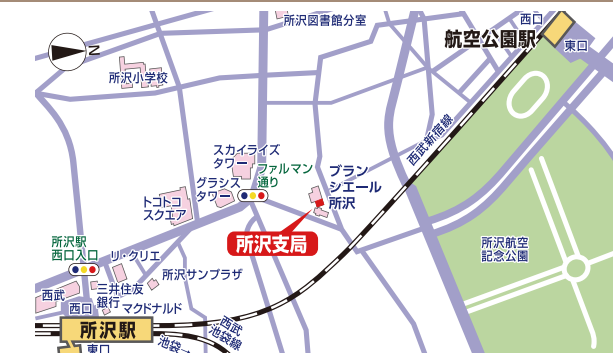 所沢図書館分室
西口
航空公園駅
東口
N
所沢小学校
西武新宿線
スカイライズ
タワー
ファルマン
通り
グラシス
タワー
ブラン
シエール
所沢
トコトコ
スクエア
所沢支局
所沢航空
記念公園
所沢駅
西口入口
リ・クリエ
所沢サンプラザ
西武
三井住友
銀行
西口
マクドナルド
所沢駅
西武
池袋線
東口
池袋→